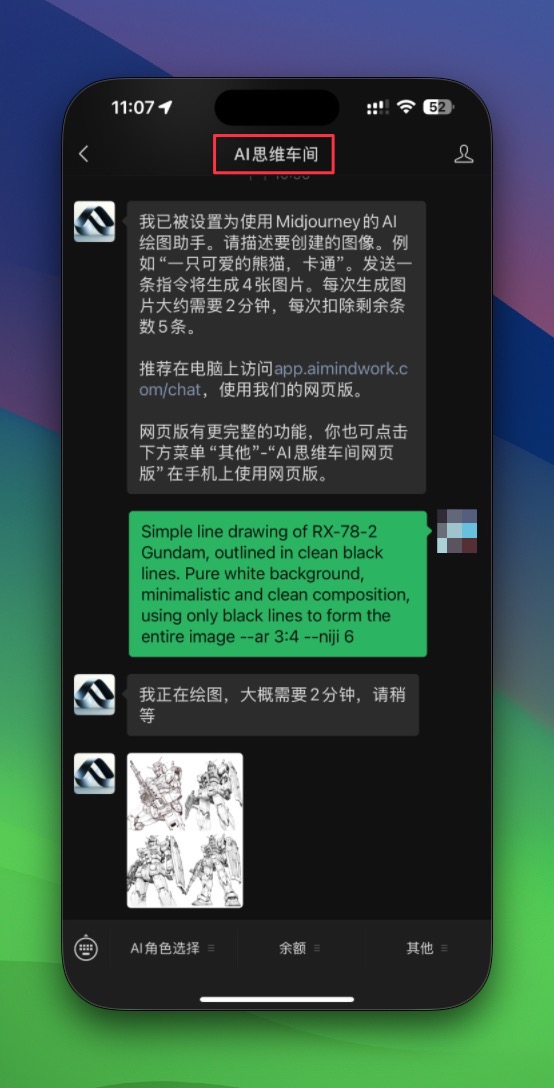 11:07
52
AI思维车间
我已被设置为使用Midjourney的AI
绘图助手。请描述要创建的图像。例
如“一只可爱的熊猫，卡通”。发送一
条指令将生成4张图片。每次生成图
片大约需要2分钟，每次扣除剩余条
数5条。
推荐在电脑上访问app.aimindwork.c
om/chat，使用我们的网页版。
网页版有更完整的功能，你也可点击
下方菜单“其他”-“AI思维车间网页
版”在手机上使用网页版。
Simple line drawing of RX-78-2
Gundam, outlined in clean black
lines. Pure white background,
minimalistic and clean composition,
using only black lines to form the
entire image --ar 3:4 --niji 6
我正在绘图，大概需要2分钟，请稍
等
AI角色选择
余额
其他